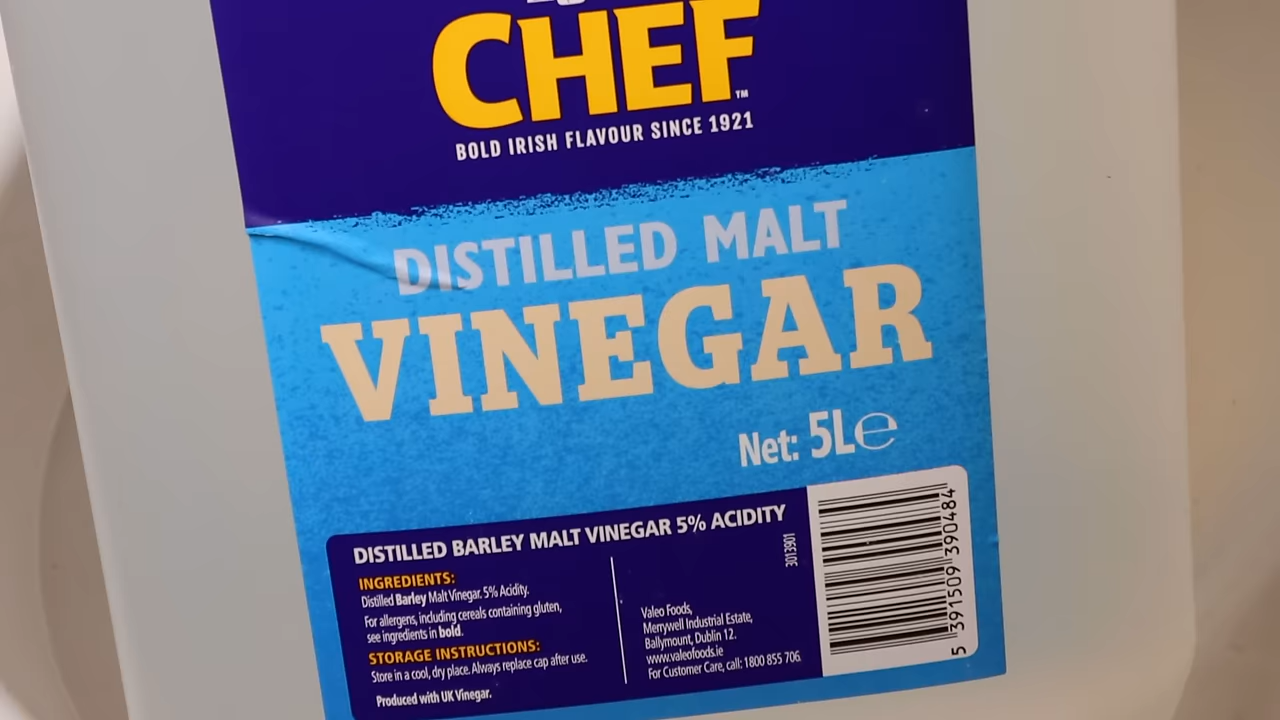 CHEF™
BOLD IRISH FLAVOUR SINCE 1921
DISTILLED MALT
VINEGAR
Net: 5L℮
DISTILLED BARLEY MALT VINEGAR 5% ACIDITY
INGREDIENTS:
Distilled Barley Malt Vinegar. 5% Acidity.
For allergens, including cereals containing gluten,
see ingredients in bold.
STORAGE INSTRUCTIONS:
Store in a cool, dry place. Always replace cap after use.
Produced with UK Vinegar.
Valeo Foods,
Merrywell Industrial Estate,
Ballymount, Dublin 12.
www.valeofoods.ie
For Customer Care, call: 1800 855 706.
3013901
5 391509 390484